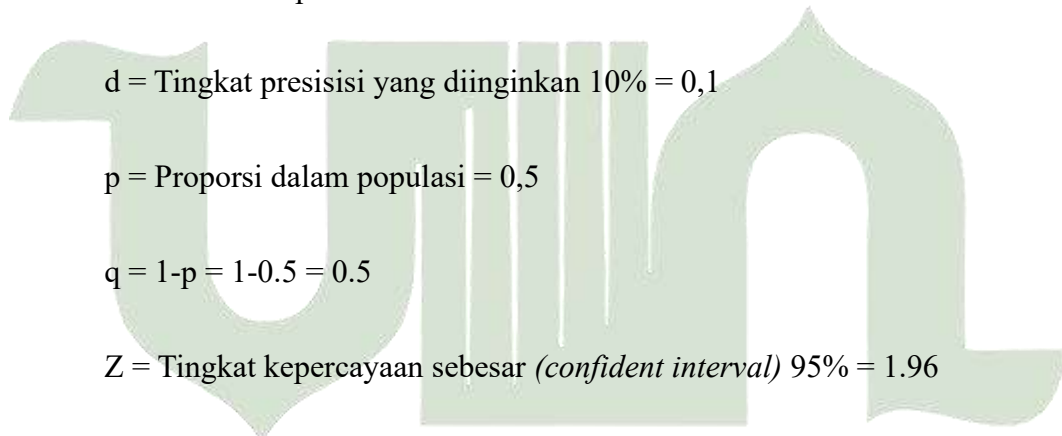 d = Tingkat presisisi yang diinginkan 10% = 0,1
p = Proporsi dalam populasi = 0,5
q = 1-p = 1-0.5 = 0.5
Z = Tingkat kepercayaan sebesar (confident interval) 95% = 1.96